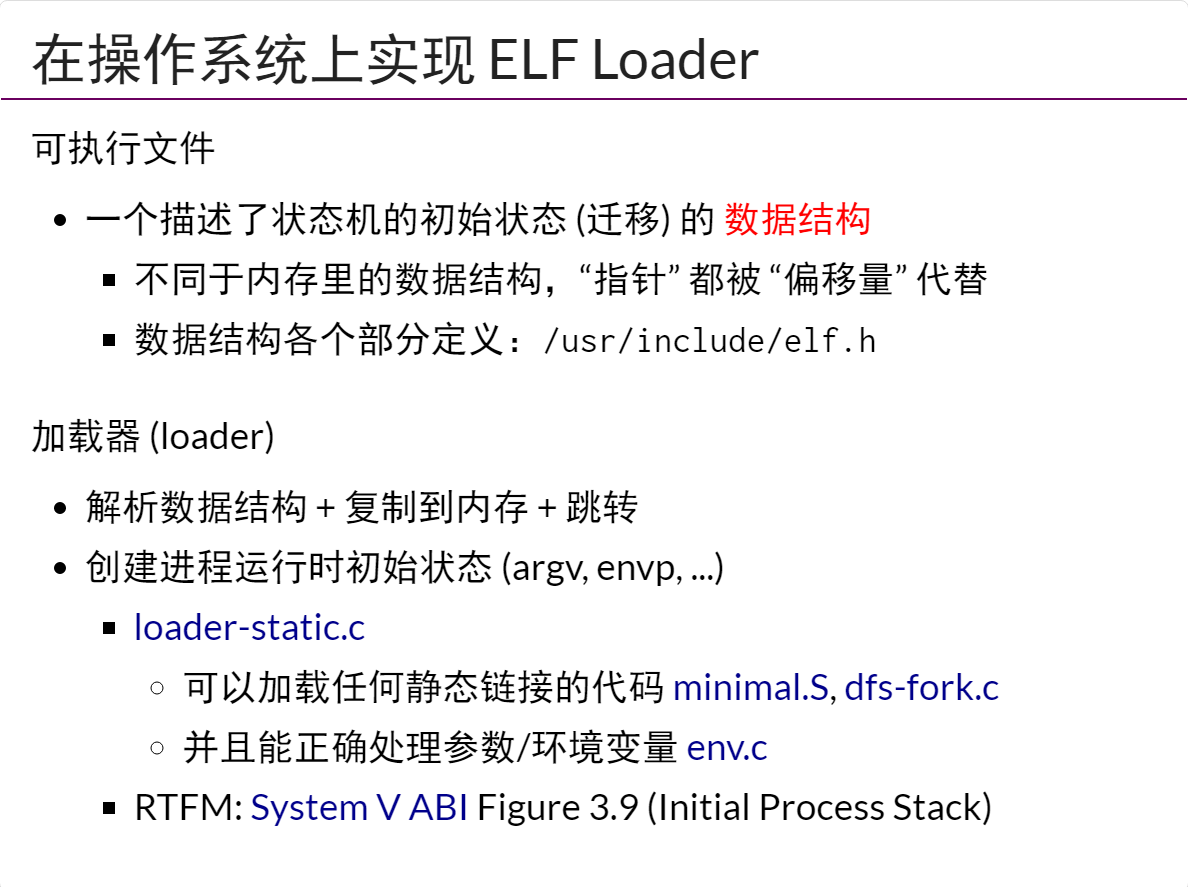 在操作系统上实现 ELF Loader
可执行文件
• 一个描述了状态机的初始状态 (迁移) 的 数据结构
▪ 不同于内存里的数据结构，“指针” 都被 “偏移量” 代替
▪ 数据结构各个部分定义：/usr/include/elf.h
加载器 (loader)
• 解析数据结构 + 复制到内存 + 跳转
• 创建进程运行时初始状态 (argv, envp, ...)
▪ loader-static.c
◦ 可以加载任何静态链接的代码 minimal.S, dfs-fork.c
◦ 并且能正确处理参数/环境变量 env.c
▪ RTFM: System V ABI Figure 3.9 (Initial Process Stack)